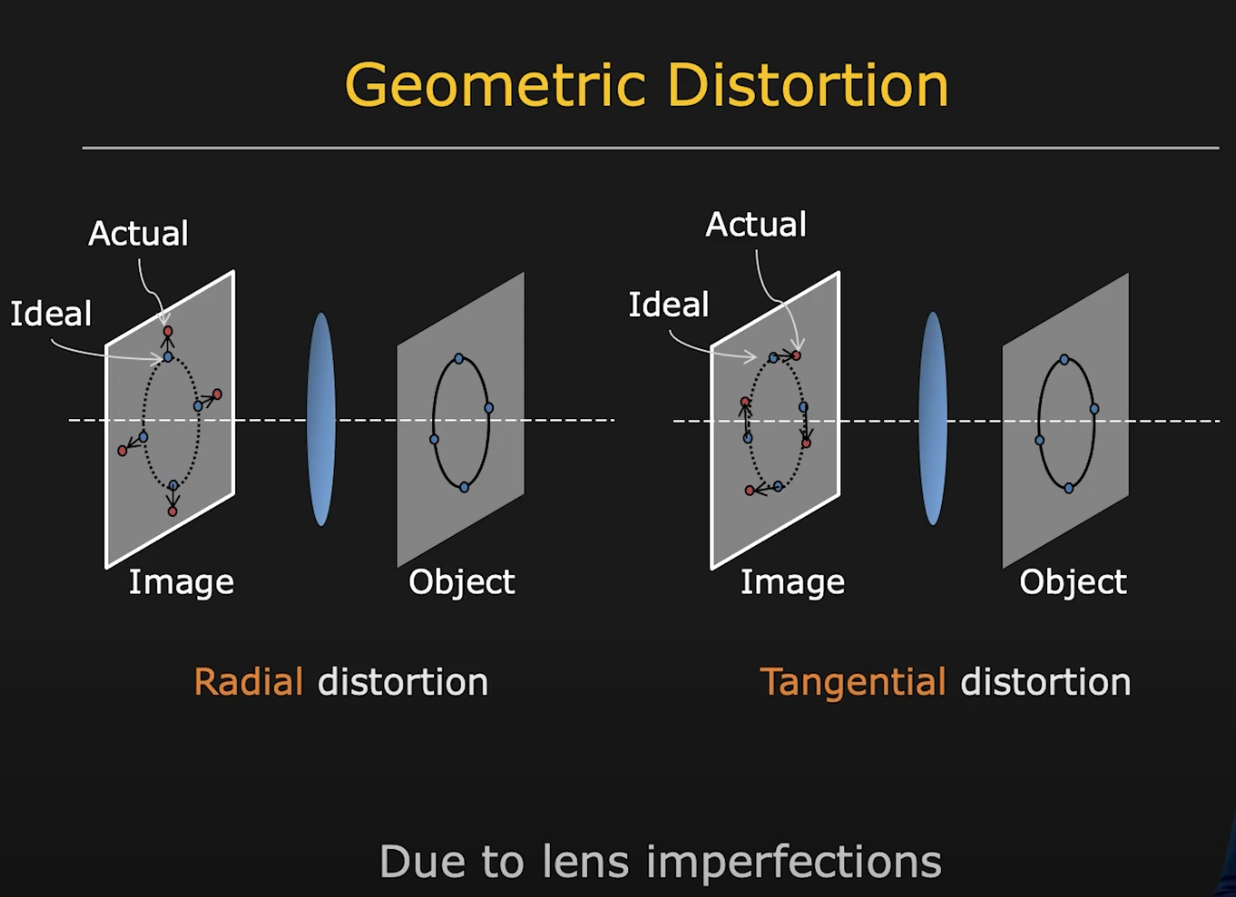 Geometric Distortion
Actual
Ideal
Image
Object
Radial distortion
Actual
Ideal
Image
Object
Tangential distortion
Due to lens imperfections